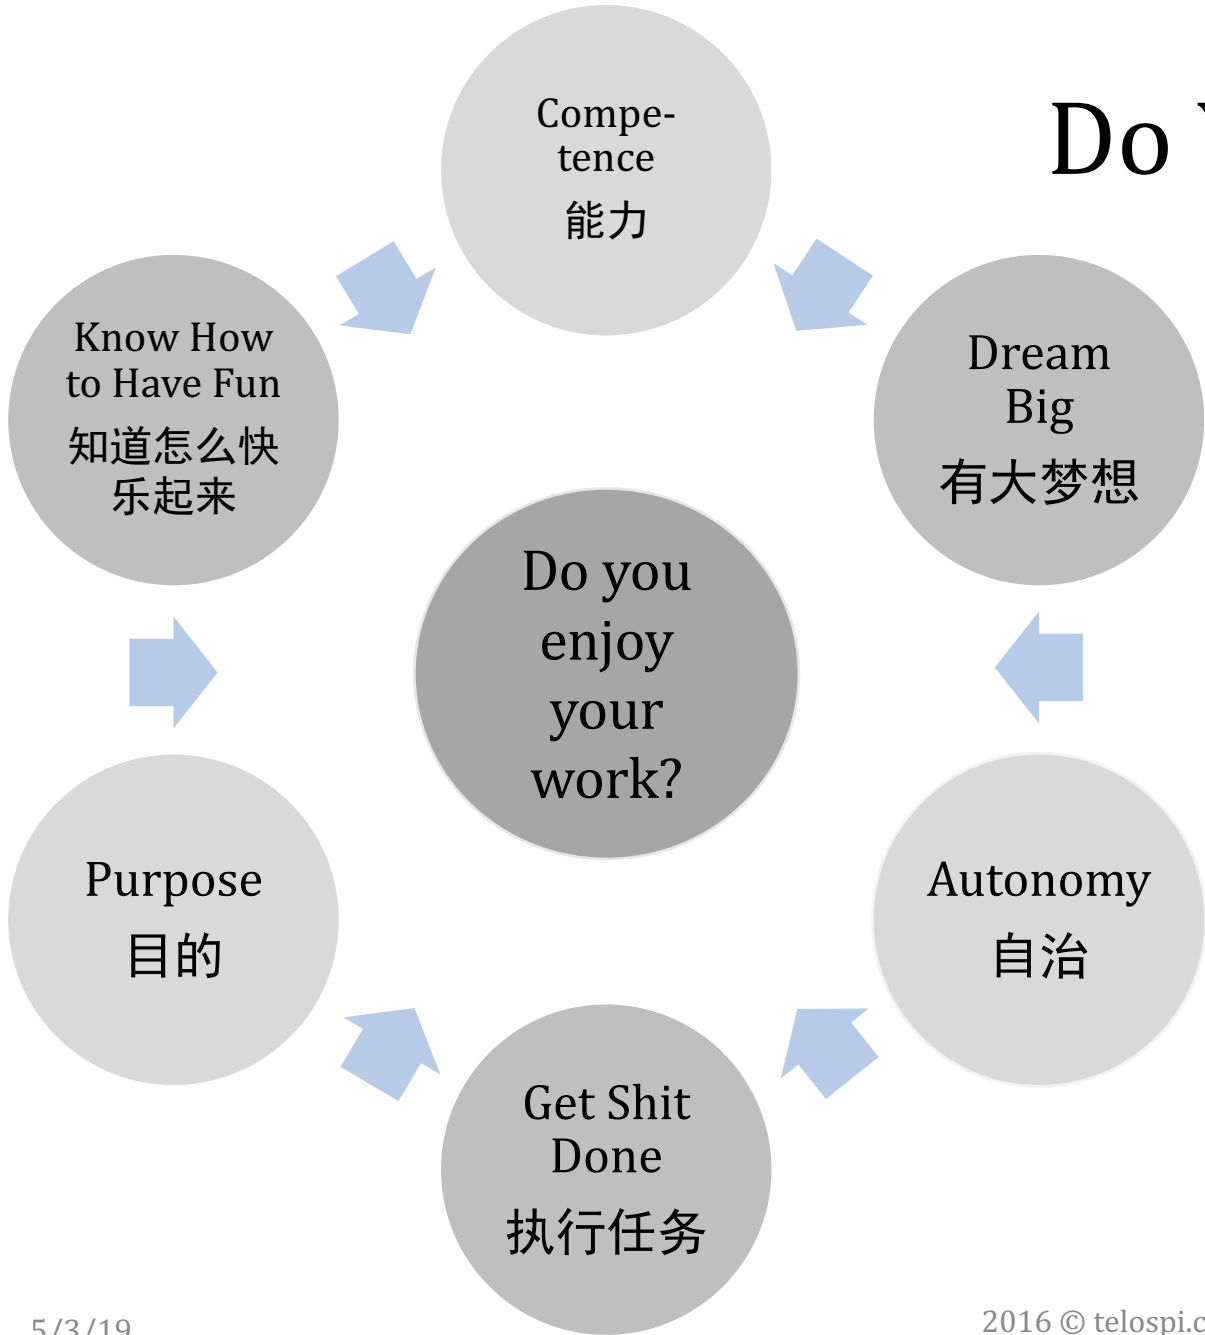 Do
Compe-
tence
能力
Dream
Big
有大梦想
Autonomy
自治
Get Shit
Done
执行任务
Purpose
目的
Know How
to Have Fun
知道怎么快
乐起来
Do you
enjoy
your
work?
5/3/19
2016 © telospi.c